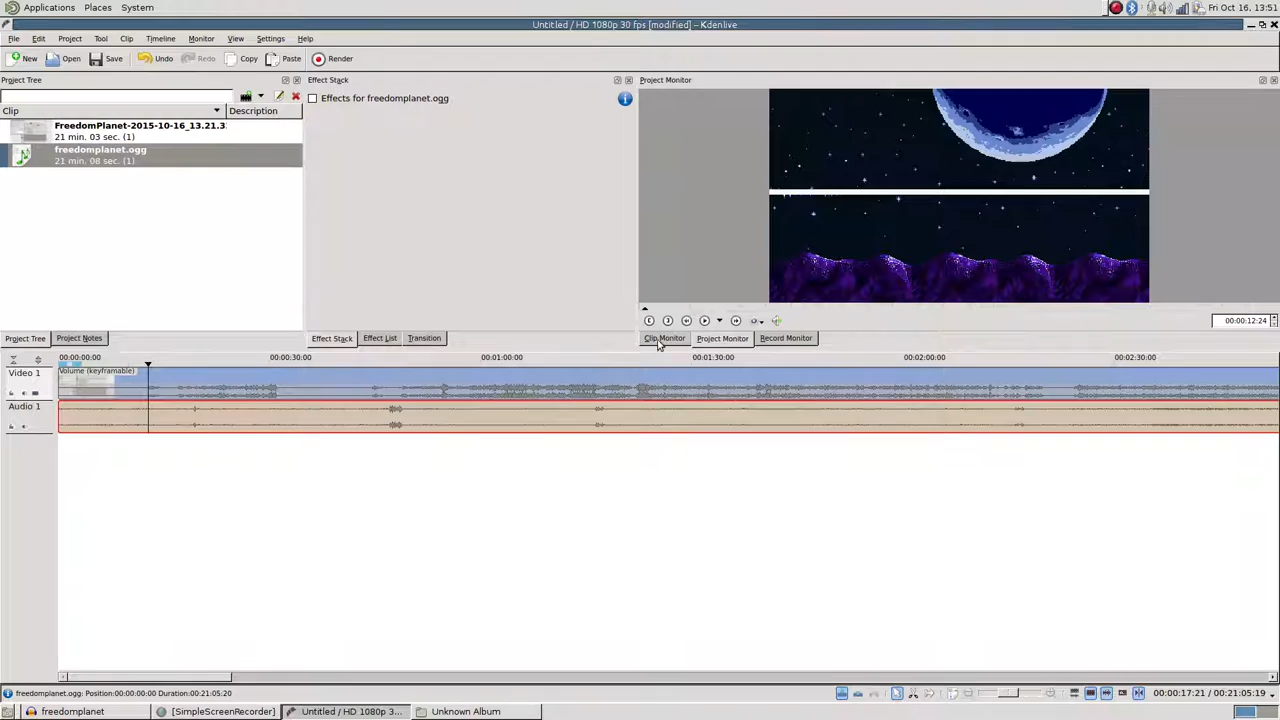 Applications Places System Fri Oct 16, 13:51
Untitled / HD 1080p 30 fps [modified] – Kdenlive
File Edit Project Tool Clip Timeline Monitor View Settings Help
New Open Save Undo Redo Copy Paste Render
Project Tree Effect Stack Project Monitor
Effects for freedomplanet.ogg
Clip Description
FreedomPlanet-2015-10-16_13.21.3
21 min. 03 sec. (1)
freedomplanet.ogg
21 min. 08 sec. (1)
00:00:12:24
Project Tree Project Notes Effect Stack Effect List Transition Clip Monitor Project Monitor Record Monitor
00:00:00:00 00:00:30:00 00:01:00:00 00:01:30:00 00:02:00:00 00:02:30:00
Video 1 Volume (keyframable)
Audio 1
freedomplanet.ogg: Position:00:00:00:00 Duration:00:21:05:20 00:00:17:21 / 00:21:05:19
freedomplanet [SimpleScreenRecorder] Untitled / HD 1080p 3... Unknown Album